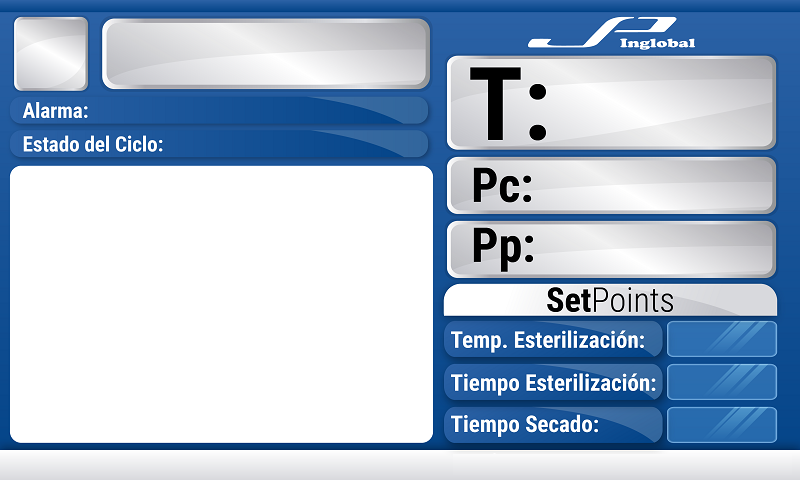 Inglobal
Alarma:
Estado del Ciclo:
T:
Pc:
Pp:
SetPoints
Temp. Esterilización:
Tiempo Esterilización:
Tiempo Secado: